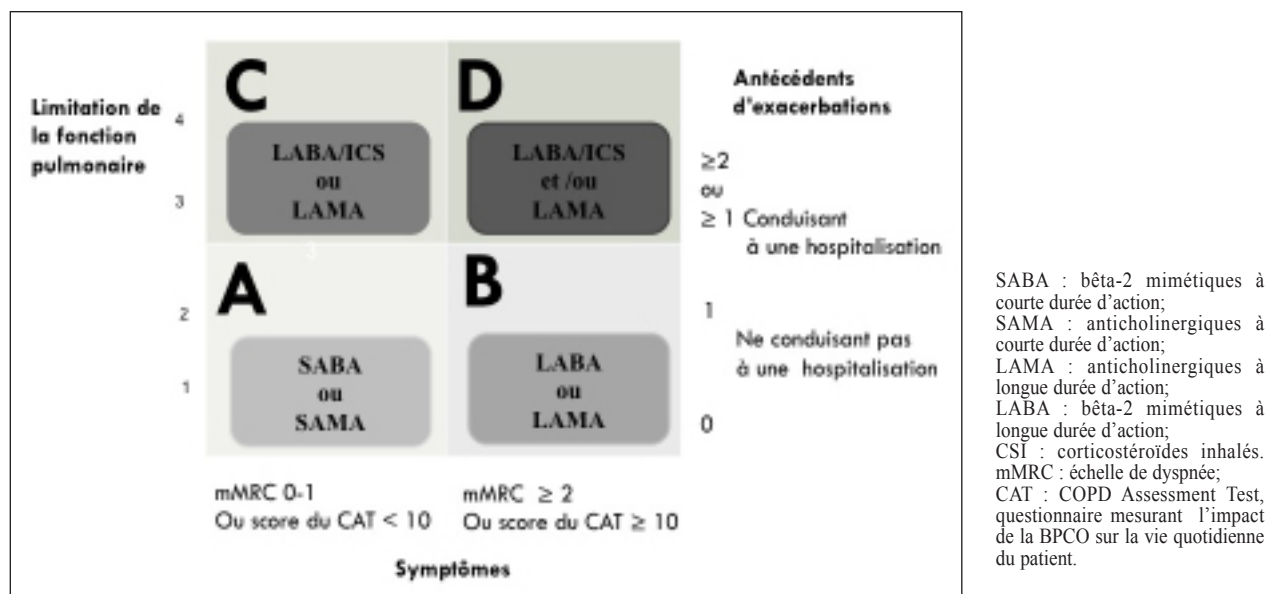 Limitation de
la fonction
pulmonaire
4
3
2
1
C
LABA/ICS
ou
LAMA
D
LABA/ICS
et /ou
LAMA
3
A
SABA
ou
SAMA
B
LABA
ou
LAMA
Antécédents
d'exacerbations
≥2
ou
≥ 1 Conduisant
à une hospitalisation
1
Ne conduisant pas
à une hospitalisation
0
mMRC 0-1
Ou score du CAT < 10
mMRC ≥ 2
Ou score du CAT ≥ 10
Symptômes
SABA : bêta-2 mimétiques à
courte durée d'action;
SAMA : anticholinergiques à
courte durée d'action;
LAMA : anticholinergiques à
longue durée d'action;
LABA : bêta-2 mimétiques à
longue durée d'action;
CSI : corticostéroïdes inhalés.
mMRC : échelle de dyspnée;
CAT : COPD Assessment Test,
questionnaire mesurant l'impact
de la BPCO sur la vie quotidienne
du patient.